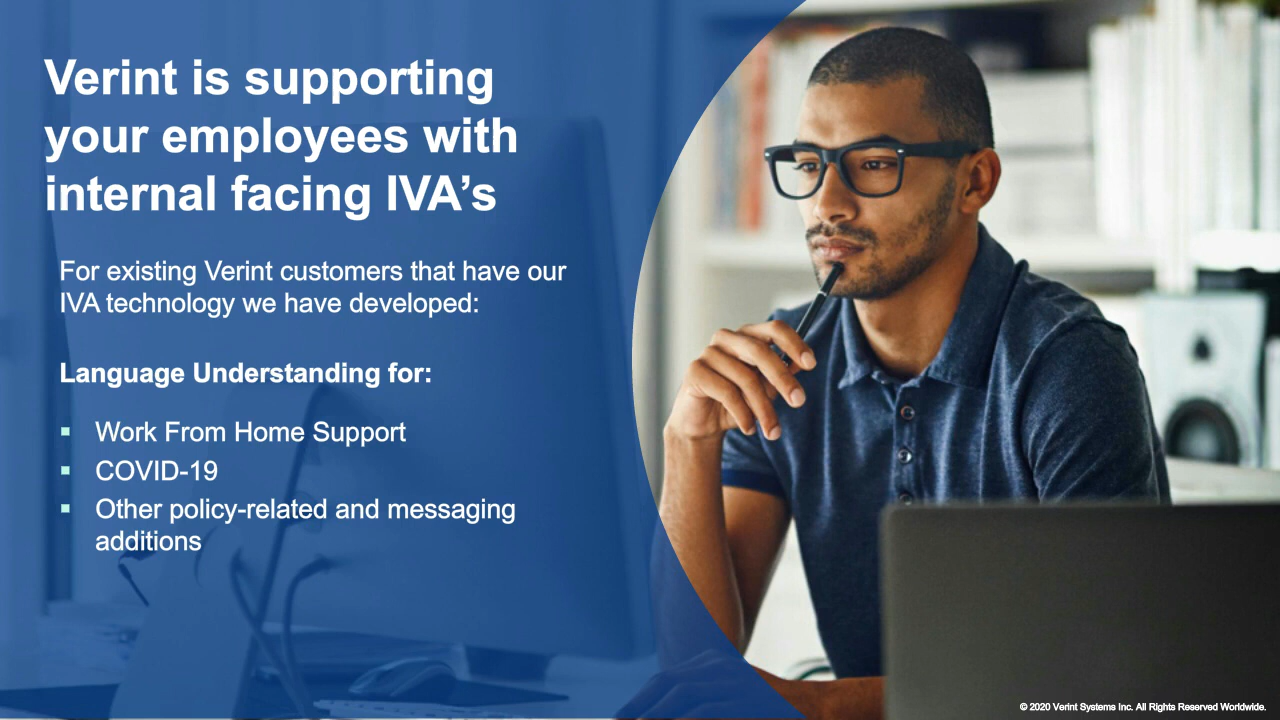 Verint is supporting
your employees with
internal facing IVA’s
For existing Verint customers that have our
IVA technology we have developed:
Language Understanding for:
▪ Work From Home Support
▪ COVID-19
▪ Other policy-related and messaging
additions
© 2020 Verint Systems Inc. All Rights Reserved Worldwide.